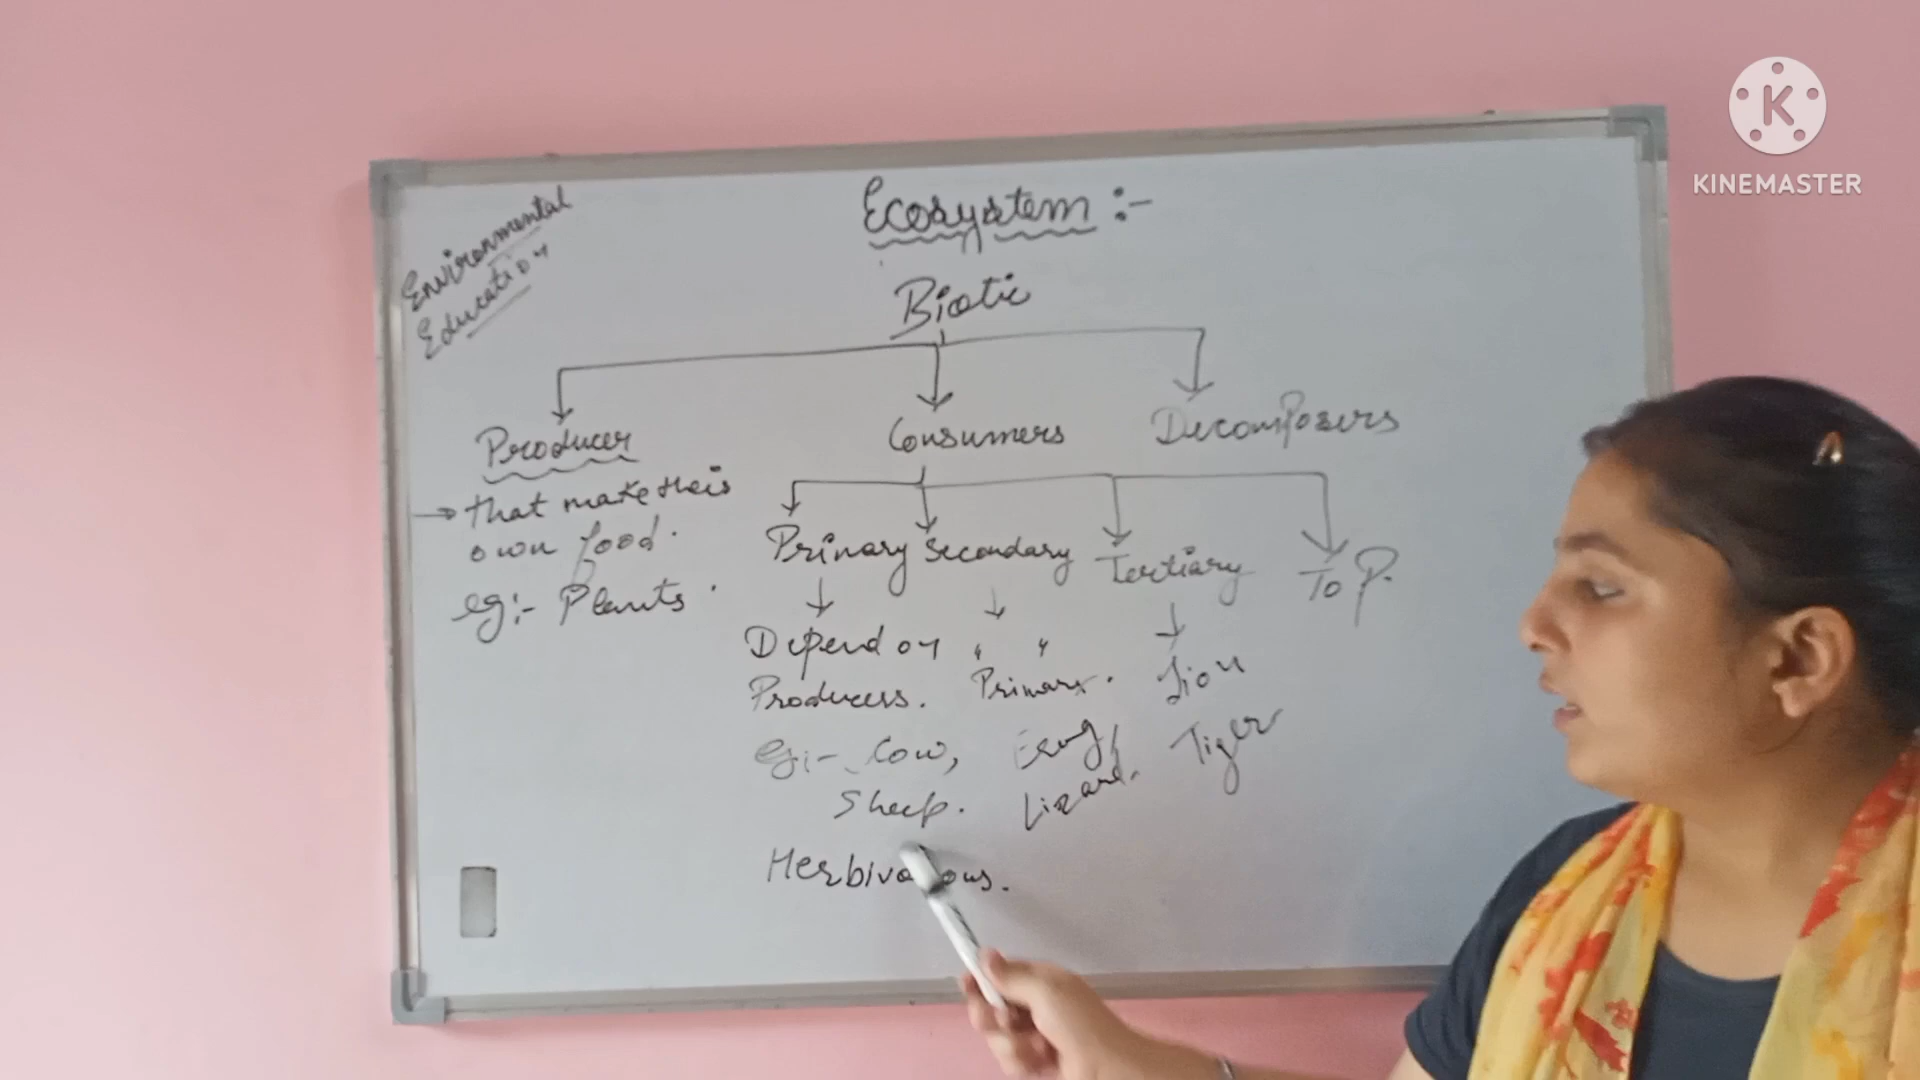 KINEMASTER
Environmental
Education
Ecosystem :-
Biotic
Producer
Consumers
Decomposers
→ that make their
own food.
eg:- Plants.
Primary Secondary Tertiary Top.
Depend on " "
Producers. Primary. Lion
Eg:- Cow, Frog, Tiger
Sheep. Lizard.
Herbivorous.